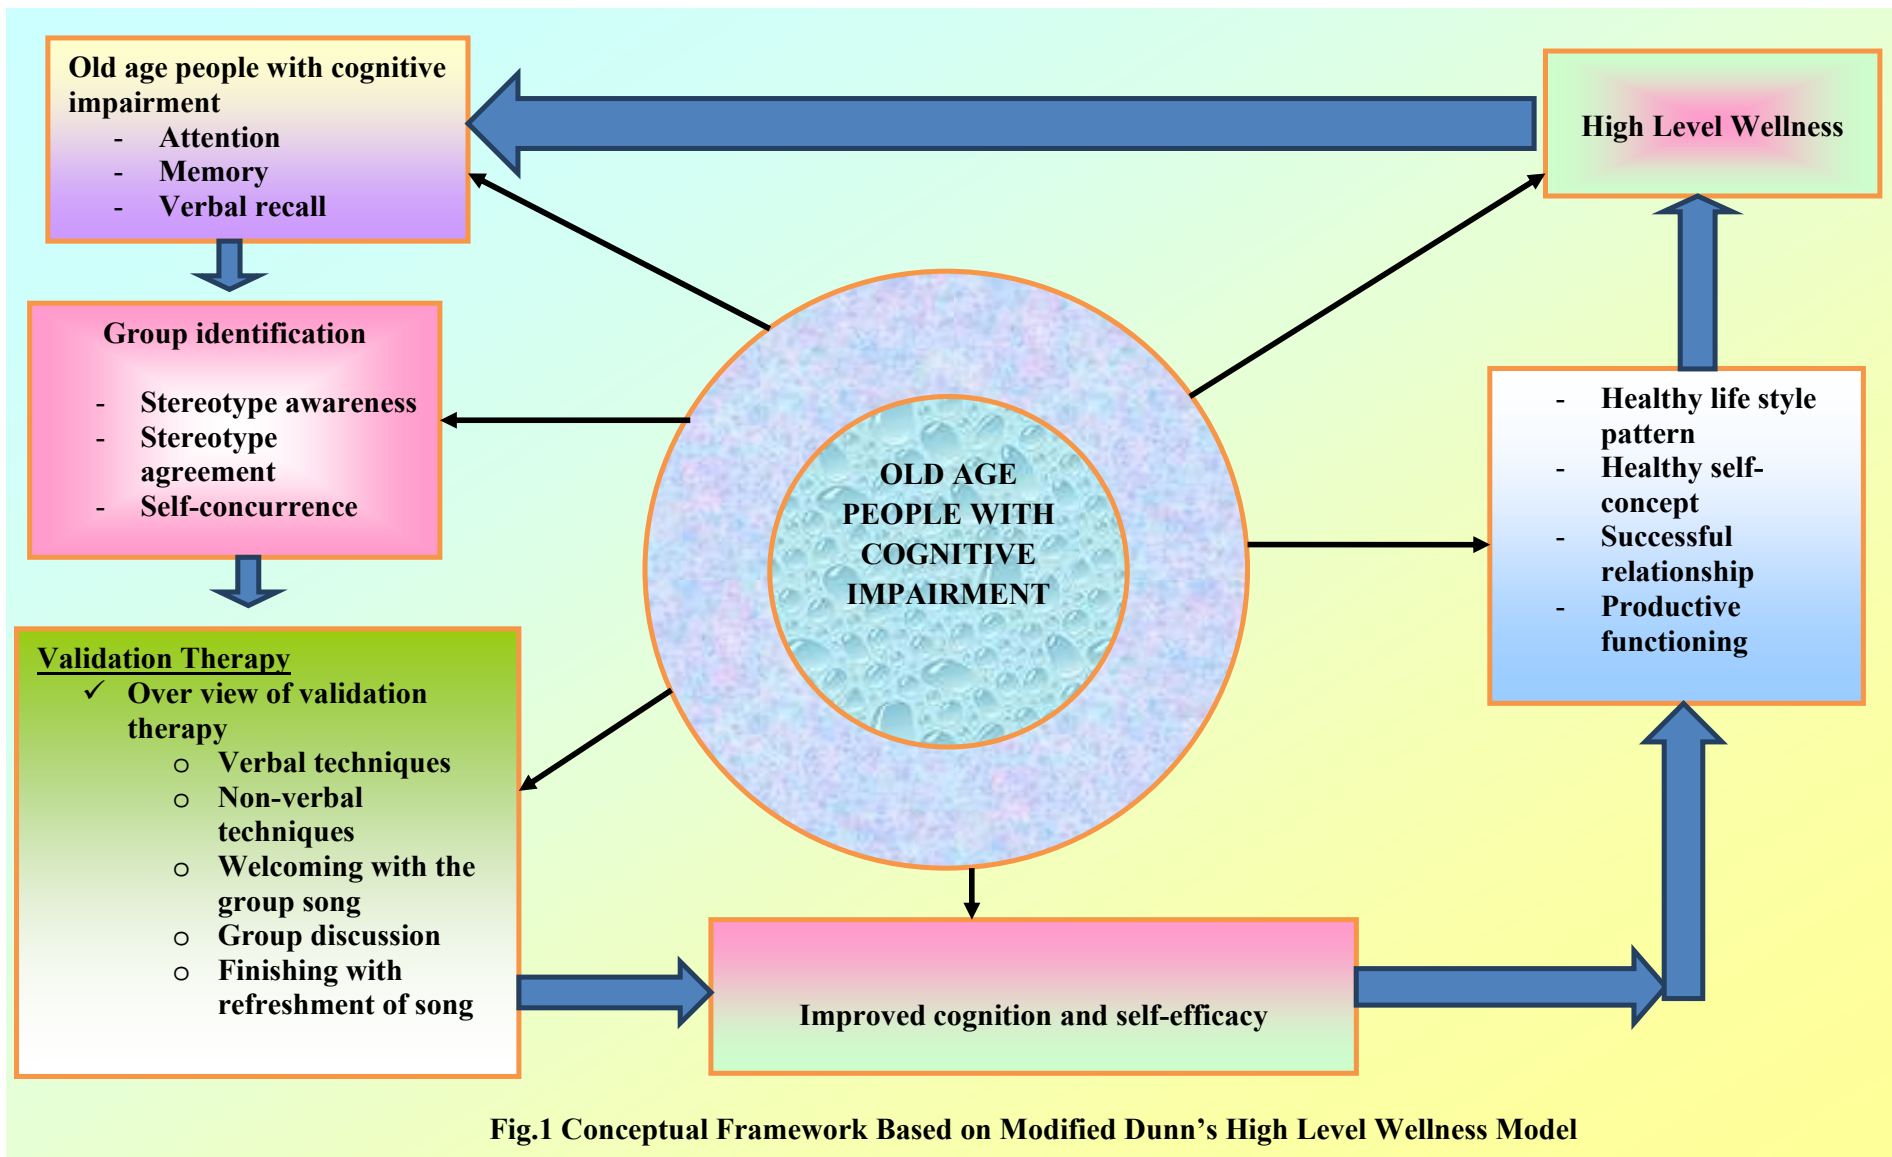 Old age people with cognitive
impairment
- Attention
- Memory
- Verbal recall
High Level Wellness
Group identification
- Stereotype awareness
- Stereotype
agreement
- Self-concurrence
OLD AGE
PEOPLE WITH
COGNITIVE
IMPAIRMENT
- Healthy life style
pattern
- Healthy self-
concept
- Successful
relationship
- Productive
functioning
Validation Therapy
✓ Over view of validation
therapy
o Verbal techniques
o Non-verbal
techniques
o Welcoming with the
group song
o Group discussion
o Finishing with
refreshment of song
Improved cognition and self-efficacy
Fig.1 Conceptual Framework Based on Modified Dunn’s High Level Wellness Model